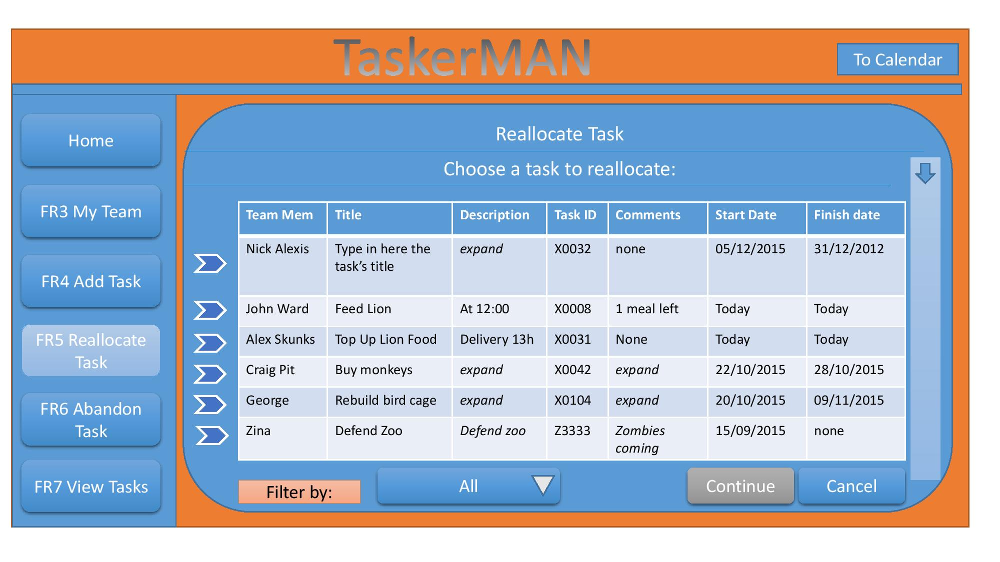 TaskerMAN
To Calendar
Home
FR3 My Team
FR4 Add Task
FR5 Reallocate
Task
FR6 Abandon
Task
FR7 View Tasks
Reallocate Task
Choose a task to reallocate:
Team Mem Title Description Task ID Comments Start Date Finish date
Nick Alexis Type in here the expand X0032 none 05/12/2015 31/12/2012
task’s title
John Ward Feed Lion At 12:00 X0008 1 meal left Today Today
Alex Skunks Top Up Lion Food Delivery 13h X0031 None Today Today
Craig Pit Buy monkeys expand X0042 expand 22/10/2015 28/10/2015
George Rebuild bird cage expand X0104 expand 20/10/2015 09/11/2015
Zina Defend Zoo Defend zoo Z3333 Zombies 15/09/2015 none
coming
Filter by: All Continue Cancel